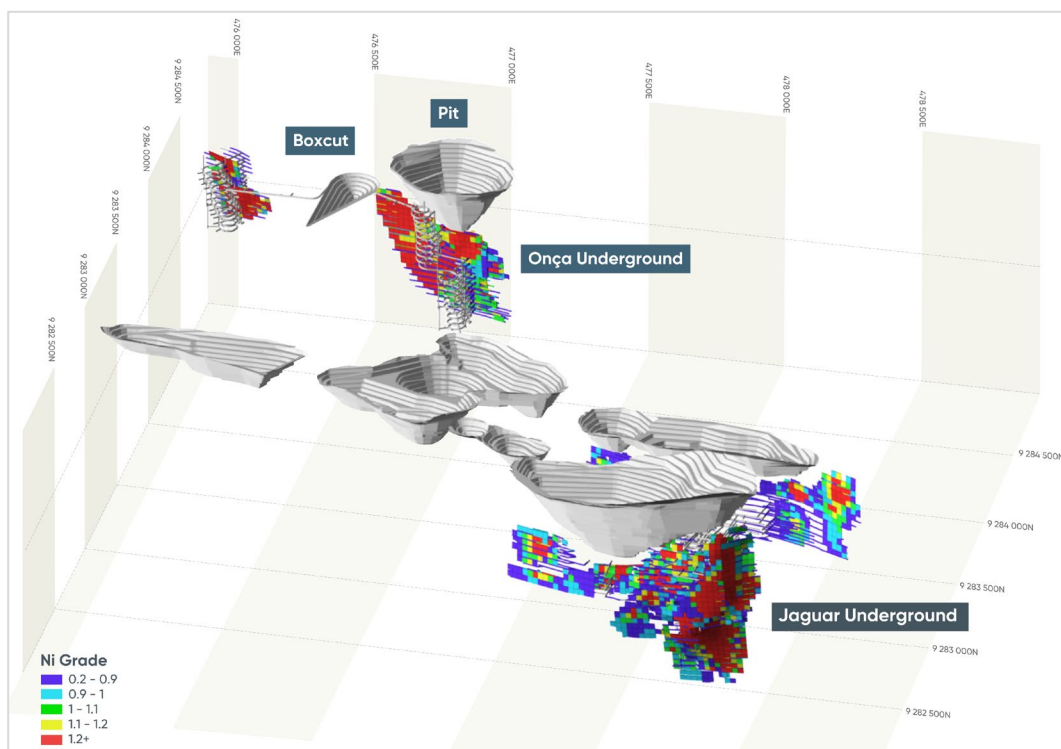 476 000E
476 500E
477 000E
477 500E
478 000E
478 500E
9 284 500N
9 284 000N
9 283 500N
9 283 000N
9 282 500N
Pit
Boxcut
Onça Underground
9 284 500N
9 284 000N
9 283 500N
Jaguar Underground
9 283 000N
9 282 500N
Ni Grade
0.2 - 0.9
0.9 - 1
1 - 1.1
1.1 - 1.2
1.2+